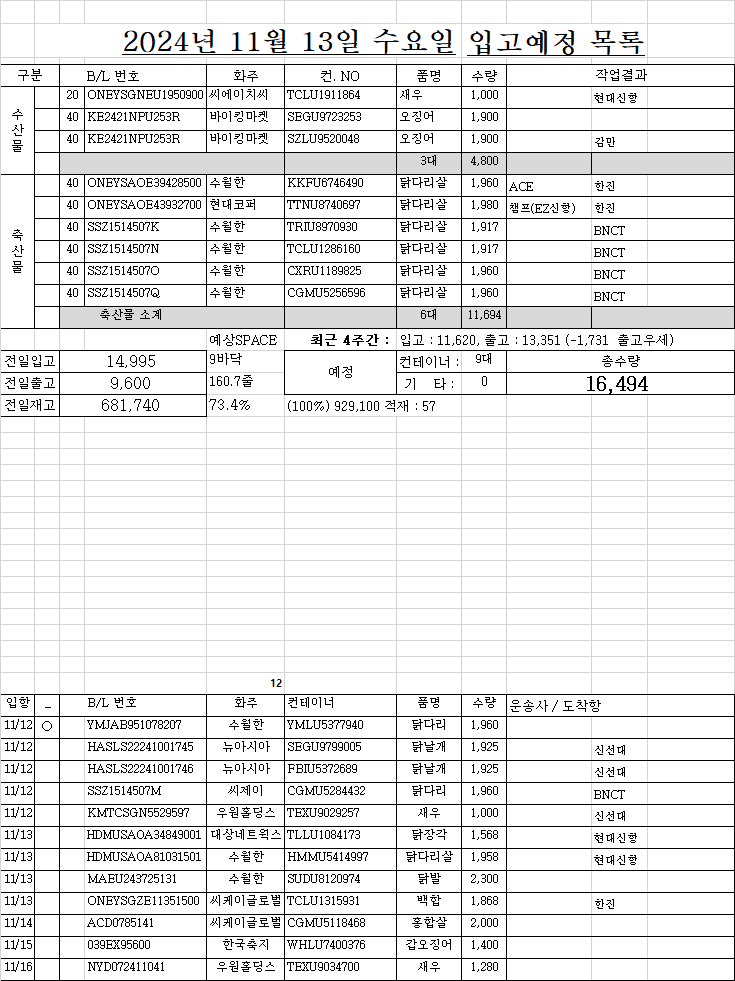 2024년 11월 13일 수요일 입고예정 목록
구분 B/L 번호 화주 컨. NO 품명 수량 작업결과
수산물
20 ONEYSGNEU1950900 씨에이치씨 TCLU1911864 새우 1,000 현대신항
40 KE2421NPU253R 바이킹마켓 SEGU9723253 오징어 1,900
40 KE2421NPU253R 바이킹마켓 SZLU9520048 오징어 1,900 감만
3대 4,800
축산물
40 ONEYSAOE39428500 수월한 KKFU6746490 닭다리살 1,960 ACE 한진
40 ONEYSAOE43932700 현대코퍼 TTNU8740697 닭다리살 1,980 챔프(EZ신항) 한진
40 SSZ1514507K 수월한 TRIU8970930 닭다리살 1,917 BNCT
40 SSZ1514507N 수월한 TCLU1286160 닭다리살 1,917 BNCT
40 SSZ1514507O 수월한 CXRU1189825 닭다리살 1,960 BNCT
40 SSZ1514507Q 수월한 CGMU5256596 닭다리살 1,960 BNCT
축산물 소계 6대 11,694
예상SPACE 최근 4주간 : 입고 : 11,620, 출고 : 13,351 (-1,731 출고우세)
전일입고 14,995 9바닥 예정 컨테이너 : 9대 총수량
전일출고 9,600 160.7줄 기 타 : 0 16,494
전일재고 681,740 73.4% (100%) 929,100 적재 : 57
12
입항 _ B/L 번호 화주 컨테이너 품명 수량 운송사 / 도착항
11/12 ○ YMJAB951078207 수월한 YMLU5377940 닭다리 1,960
11/12 HASLS22241001745 뉴아시아 SEGU9799005 닭날개 1,925 신선대
11/12 HASLS22241001746 뉴아시아 FBIU5372689 닭날개 1,925 신선대
11/12 SSZ1514507M 씨제이 CGMU5284432 닭다리 1,960 BNCT
11/12 KMTCSGN5529597 우원홀딩스 TEXU9029257 새우 1,000 신선대
11/13 HDMUSAOA34849001 대상네트웍스 TLLU1084173 닭장각 1,568 현대신항
11/13 HDMUSAOA81031501 수월한 HMMU5414997 닭다리살 1,958 현대신항
11/13 MAEU243725131 수월한 SUDU8120974 닭발 2,300
11/13 ONEYSGZE11351500 씨케이글로벌 TCLU1315931 백합 1,868 한진
11/14 ACD0785141 씨케이글로벌 CGMU5118468 홍합살 2,000
11/15 039EX95600 한국축지 WHLU7400376 갑오징어 1,400
11/16 NYD072411041 우원홀딩스 TEXU9034700 새우 1,280